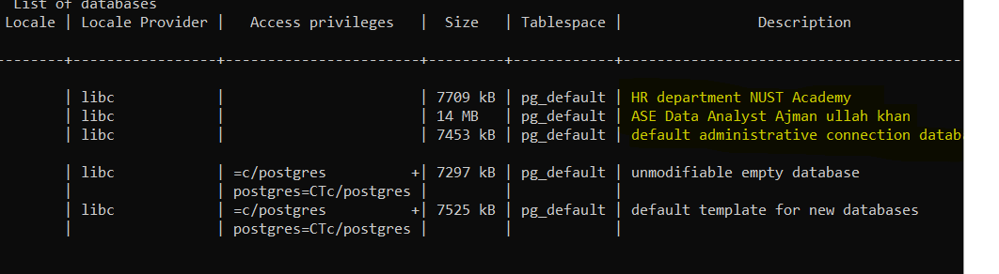 List of databases
Locale | Locale Provider |   Access privileges   |  Size   | Tablespace |                Description
--------+-----------------+-----------------------+---------+------------+--------------------------------------------
| libc            |                       | 7709 kB | pg_default | HR department NUST Academy
| libc            |                       | 14 MB   | pg_default | ASE Data Analyst Ajman ullah khan
| libc            |                       | 7453 kB | pg_default | default administrative connection datab
| libc            | =c/postgres          +| 7297 kB | pg_default | unmodifiable empty database
|                 | postgres=CTc/postgres |         |            |
| libc            | =c/postgres          +| 7525 kB | pg_default | default template for new databases
|                 | postgres=CTc/postgres |         |            |